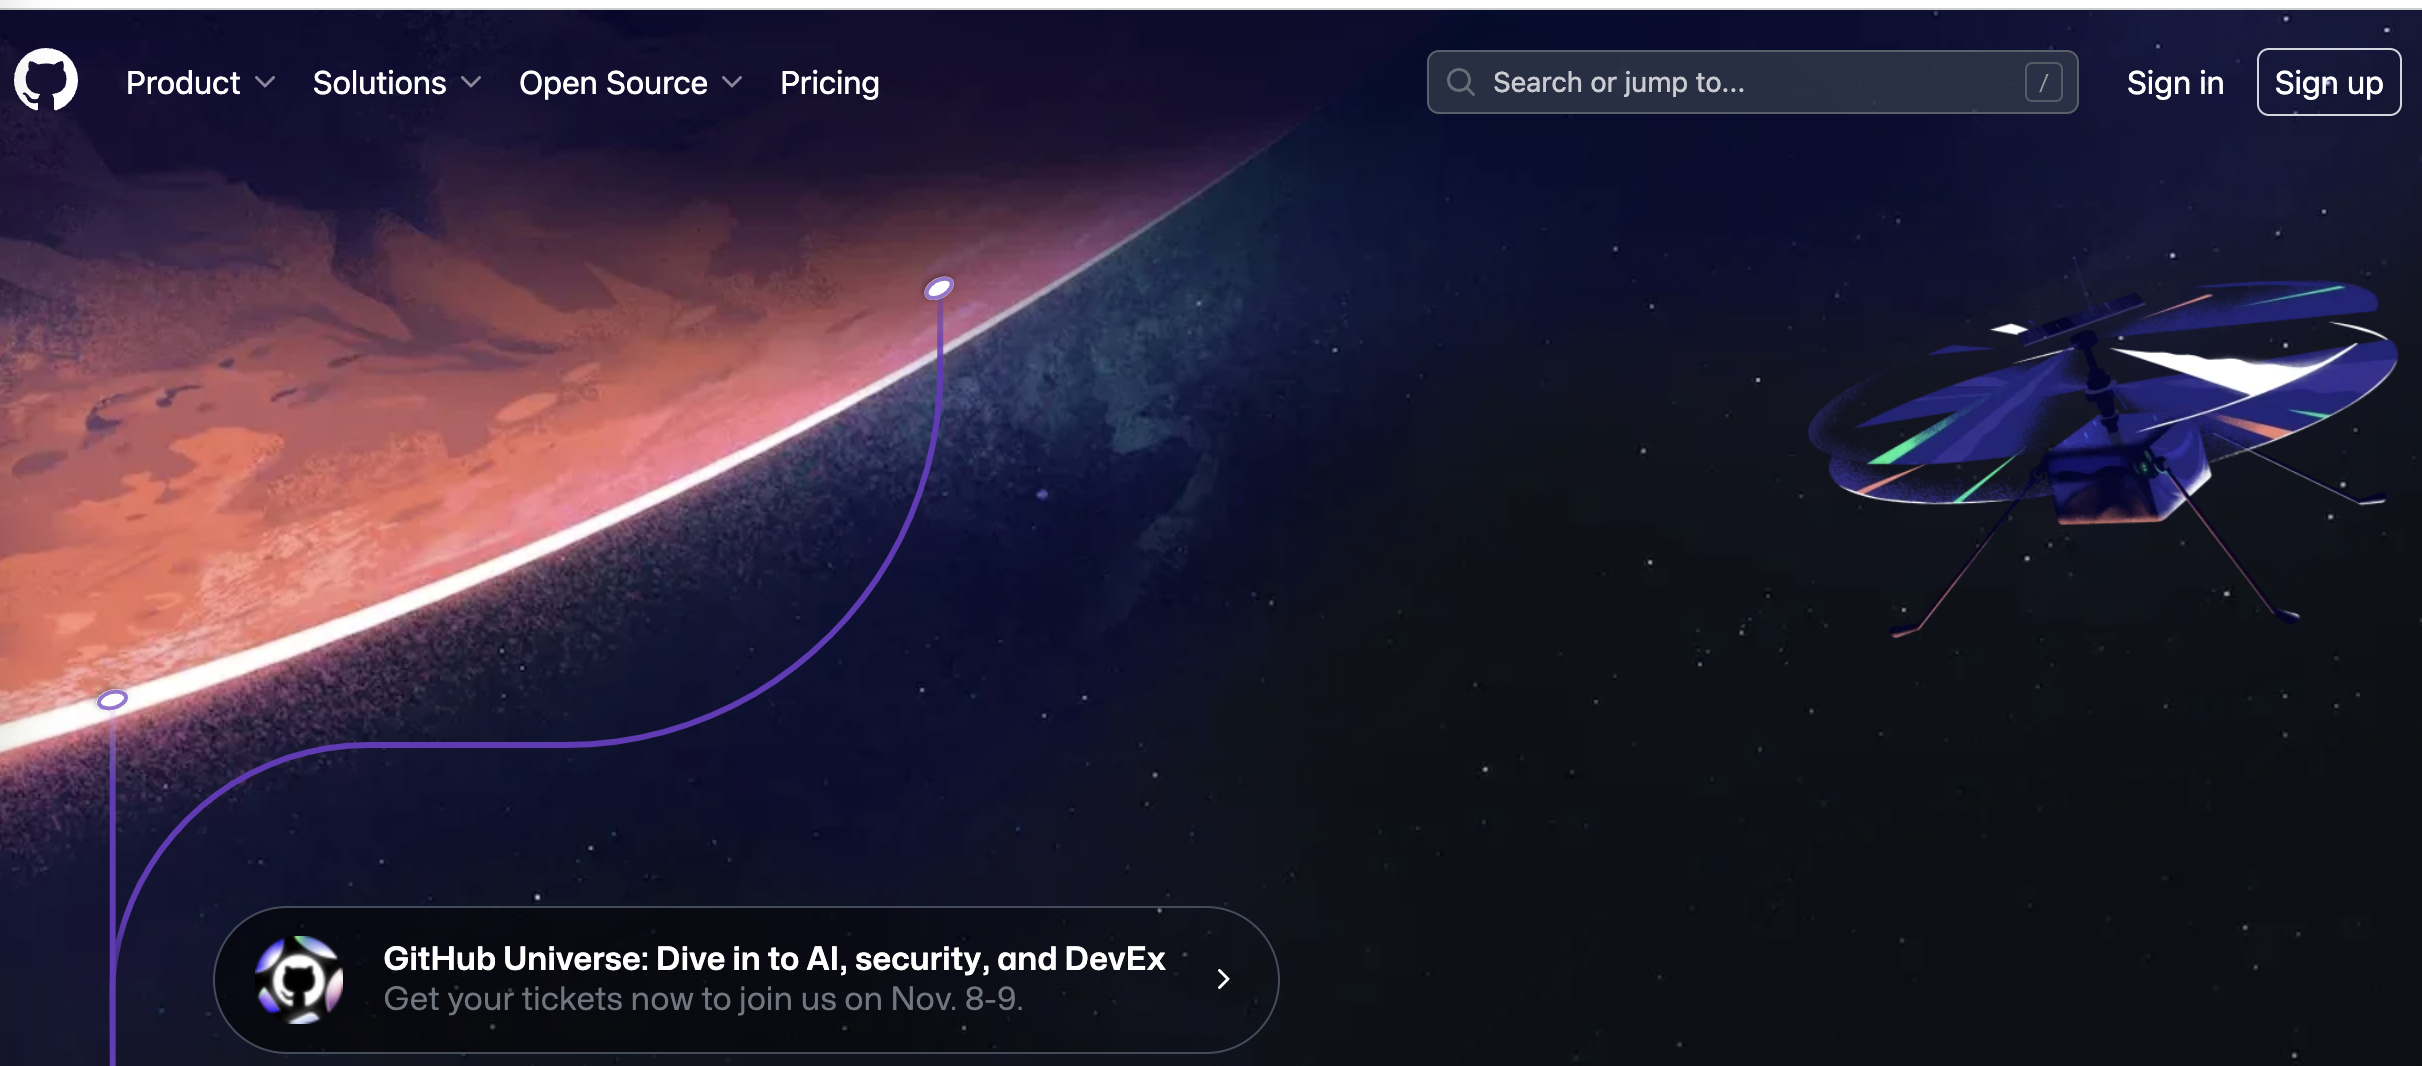 Product
Solutions
Open Source
Pricing
Search or jump to...
/
Sign in
Sign up
GitHub Universe: Dive in to AI, security, and DevEx
Get your tickets now to join us on Nov. 8-9.